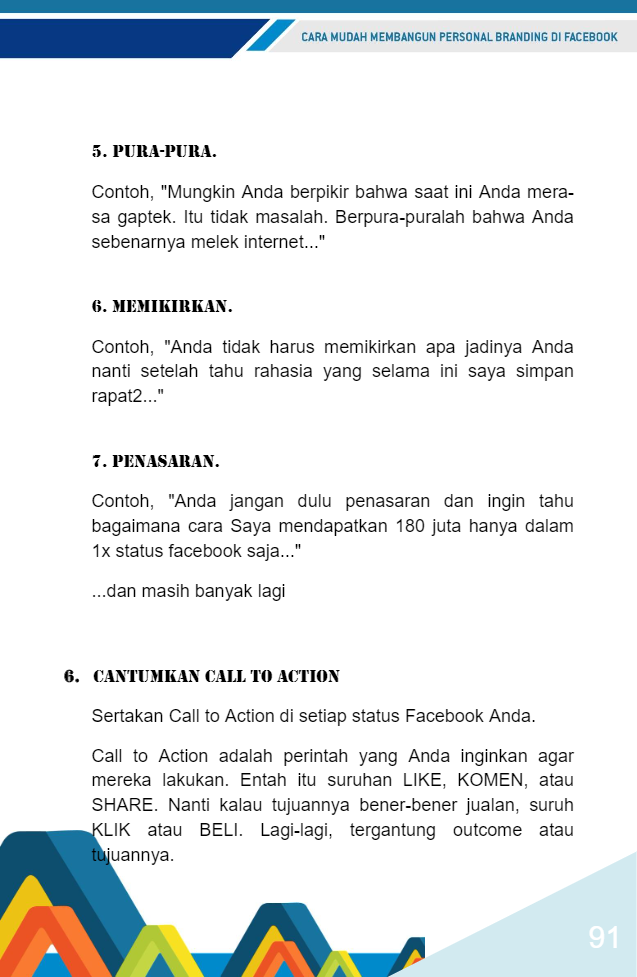 CARA MUDAH MEMBANGUN PERSONAL BRANDING DI FACEBOOK
5. PURA-PURA.
Contoh, "Mungkin Anda berpikir bahwa saat ini Anda mera-
sa gaptek. Itu tidak masalah. Berpura-puralah bahwa Anda
sebenarnya melek internet..."
6. MEMIKIRKAN.
Contoh, "Anda tidak harus memikirkan apa jadinya Anda
nanti setelah tahu rahasia yang selama ini saya simpan
rapat2..."
7. PENASARAN.
Contoh, "Anda jangan dulu penasaran dan ingin tahu
bagaimana cara Saya mendapatkan 180 juta hanya dalam
1x status facebook saja..."
...dan masih banyak lagi
6. CANTUMKAN CALL TO ACTION
Sertakan Call to Action di setiap status Facebook Anda.
Call to Action adalah perintah yang Anda inginkan agar
mereka lakukan. Entah itu suruhan LIKE, KOMEN, atau
SHARE. Nanti kalau tujuannya bener-bener jualan, suruh
KLIK atau BELI. Lagi-lagi, tergantung outcome atau
tujuannya.
91